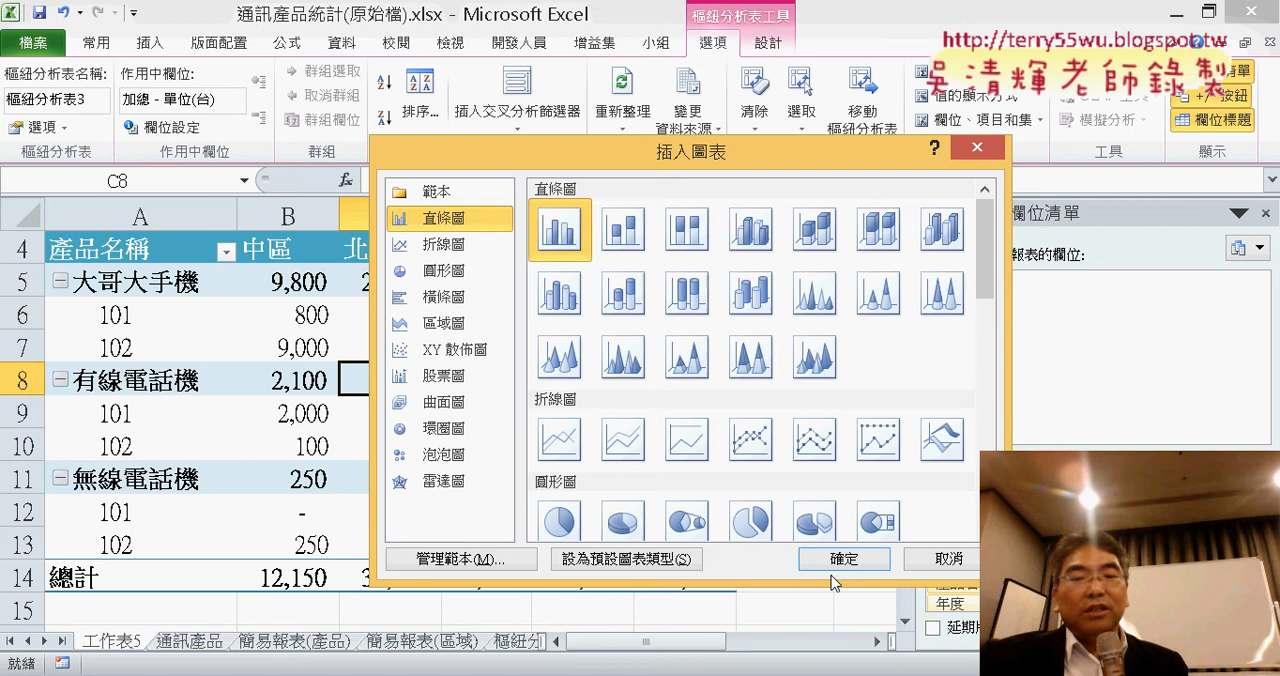 通訊產品統計(原始檔).xlsx - Microsoft Excel
樞紐分析表工具
檔案 常用 插入 版面配置 公式 資料 校閱 檢視 開發人員 增益集 小組 選項 設計
http://terry55wu.blogspot.tw
吳清輝老師錄製
樞紐分析表名稱:
樞紐分析表3
選項
樞紐分析表
作用中欄位:
加總 - 單位(台)
欄位設定
作用中欄位
群組選取
取消群組
群組欄位
群組
排序...
插入交叉分析篩選器
重新整理
變更
資料來源
清除
選取
移動
樞紐分析表
值的顯示方式
欄位、項目和集
模擬分析
工具
清單
+/- 按鈕
欄位標題
顯示
C8
fx
A B
4 產品名稱 中區 北
5 大哥大手機 9,800 2
6 101 800
7 102 9,000
8 有線電話機 2,100
9 101 2,000
10 102 100
11 無線電話機 250
12 101 -
13 102 250
14 總計 12,150 3
15
插入圖表
?
範本
直條圖
折線圖
圓形圖
橫條圖
區域圖
XY 散佈圖
股票圖
曲面圖
環圈圖
泡泡圖
雷達圖
直條圖
折線圖
圓形圖
管理範本(M)...
設為預設圖表類型(S)
確定
取消
欄位清單
報表的欄位:
年度
延期
工作表5 通訊產品 簡易報表(產品) 簡易報表(區域) 樞紐分
就緒